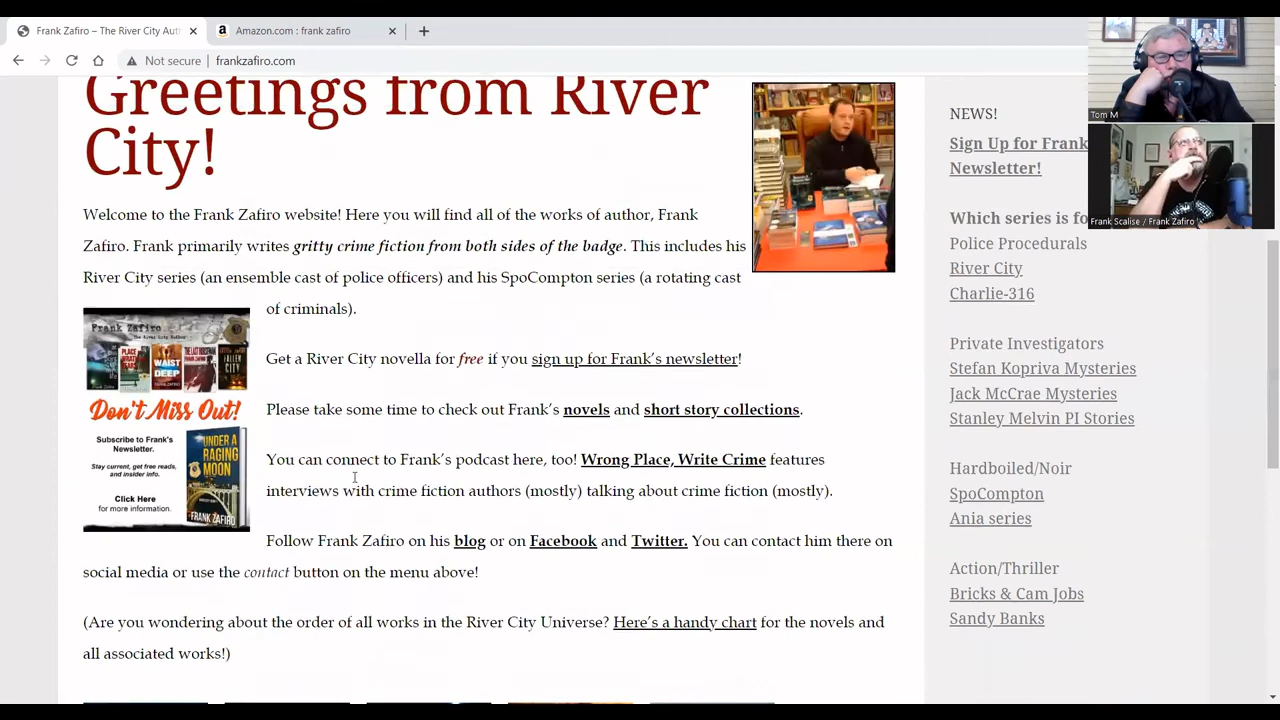 Frank Zafiro – The River City Aut
Amazon.com : frank zafiro
Not secure
frankzafiro.com
Greetings from River
City!
Welcome to the Frank Zafiro website! Here you will find all of the works of author, Frank
Zafiro. Frank primarily writes gritty crime fiction from both sides of the badge. This includes his
River City series (an ensemble cast of police officers) and his SpoCompton series (a rotating cast
of criminals).
Get a River City novella for free if you sign up for Frank’s newsletter!
Please take some time to check out Frank’s novels and short story collections.
You can connect to Frank’s podcast here, too! Wrong Place, Write Crime features
interviews with crime fiction authors (mostly) talking about crime fiction (mostly).
Follow Frank Zafiro on his blog or on Facebook and Twitter. You can contact him there on
social media or use the contact button on the menu above!
(Are you wondering about the order of all works in the River City Universe? Here’s a handy chart for the novels and
all associated works!)
Frank Zafiro
The River City Author
WAIST
DEEP
FALLEN
CITY
Don't Miss Out!
Subscribe to Frank's
Newsletter.
Stay current, get free reads,
and insider info.
Click Here
for more information.
UNDER A
RAGING
MOON
FRANK ZAFIRO
NEWS!
Sign Up for Frank
Newsletter!
Which series is fo
Police Procedurals
River City
Charlie-316
Private Investigators
Stefan Kopriva Mysteries
Jack McCrae Mysteries
Stanley Melvin PI Stories
Hardboiled/Noir
SpoCompton
Ania series
Action/Thriller
Bricks & Cam Jobs
Sandy Banks
Tom M
Frank Scalise / Frank Zafiro